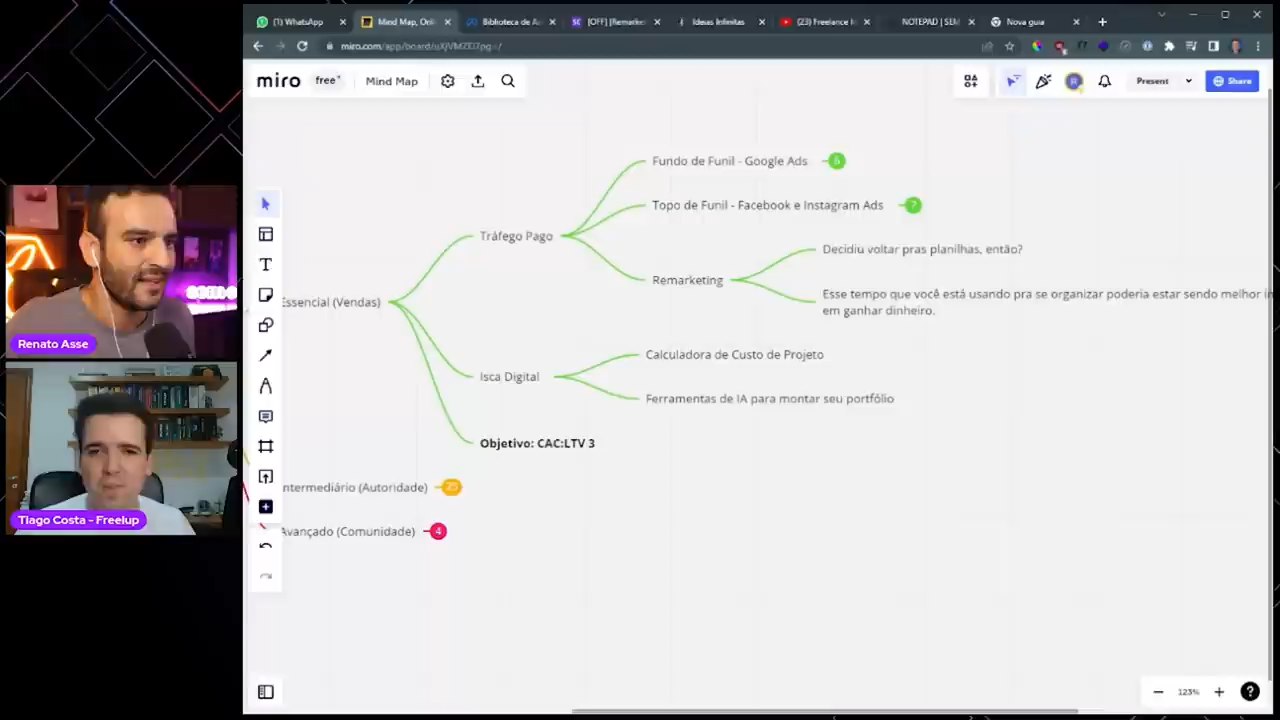 (1) WhatsApp
Mind Map, Onli
Biblioteca de A
[OFF] [Remarke
Ideias Infinitas
(23) Freelance
NOTEPAD | SEM
Nova guia
miro.com/app/board/
miro
free
Mind Map
Present
Share
Fundo de Funil - Google Ads
Topo de Funil - Facebook e Instagram Ads
7
Tráfego Pago
Decidiu voltar pras planilhas, então?
Remarketing
Esse tempo que você está usando pra se organizar poderia estar sendo melhor in
em ganhar dinheiro.
Essencial (Vendas)
Renato Asse
Calculadora de Custo de Projeto
Isca Digital
Ferramentas de IA para montar seu portfólio
Objetivo: CAC:LTV 3
ntermediário (Autoridade)
25
Tiago Costa - Freelup
Avançado (Comunidade)
4
123%